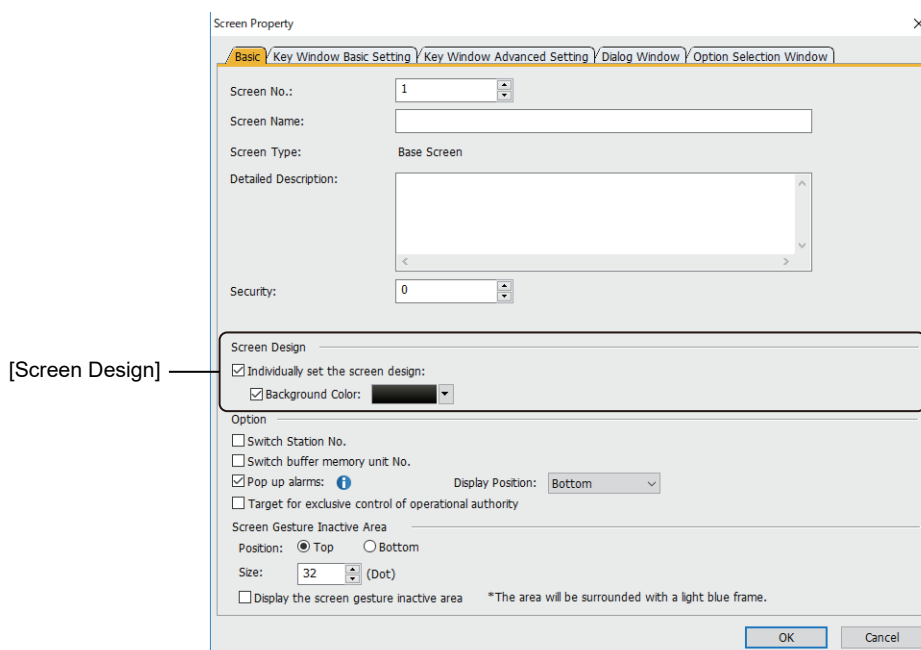 Screen Property
Basic Key Window Basic Setting Key Window Advanced Setting Dialog Window Option Selection Window
Screen No.: 1
Screen Name:
Screen Type: Base Screen
Detailed Description:
Security: 0
Screen Design
[Screen Design]
Individually set the screen design:
Background Color:
Option
Switch Station No.
Switch buffer memory unit No.
Pop up alarms: Display Position: Bottom
Target for exclusive control of operational authority
Screen Gesture Inactive Area
Position: Top Bottom
Size: 32 (Dot)
Display the screen gesture inactive area *The area will be surrounded with a light blue frame.
OK Cancel